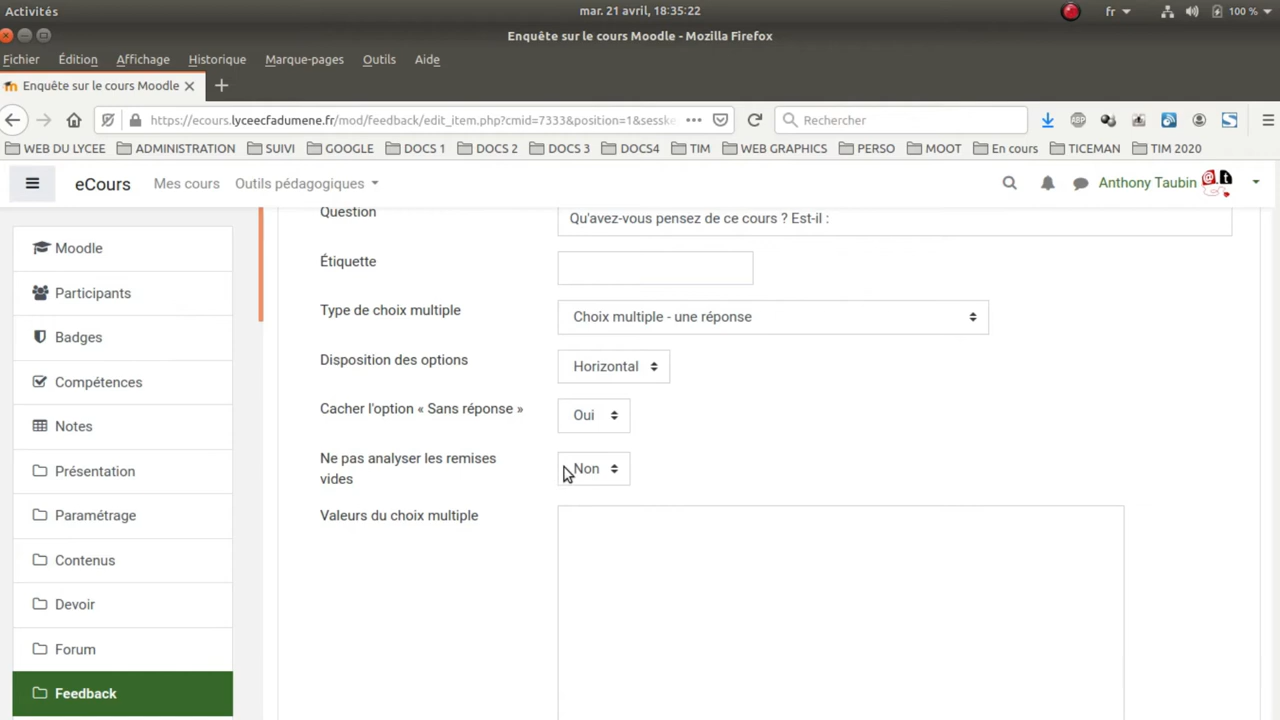 Activités
mar. 21 avril, 18:35:22
fr
100 %
Enquête sur le cours Moodle - Mozilla Firefox
Fichier Édition Affichage Historique Marque-pages Outils Aide
Enquête sur le cours Moodle
https://ecours.lyceecfadumene.fr/mod/feedback/edit_item.php?cmid=7333&position=1&sesske
Rechercher
ABP
S
WEB DU LYCEE ADMINISTRATION SUIVI GOOGLE DOCS 1 DOCS 2 DOCS 3 DOCS4 TIM WEB GRAPHICS PERSO MOOT En cours TICEMAN TIM 2020
eCours Mes cours Outils pédagogiques
Anthony Taubin
@ t
Moodle
Participants
Badges
Compétences
Notes
Présentation
Paramétrage
Contenus
Devoir
Forum
Feedback
Question
Qu'avez-vous pensez de ce cours ? Est-il :
Étiquette
Type de choix multiple
Choix multiple - une réponse
Disposition des options
Horizontal
Cacher l'option « Sans réponse »
Oui
Ne pas analyser les remises
vides
Non
Valeurs du choix multiple